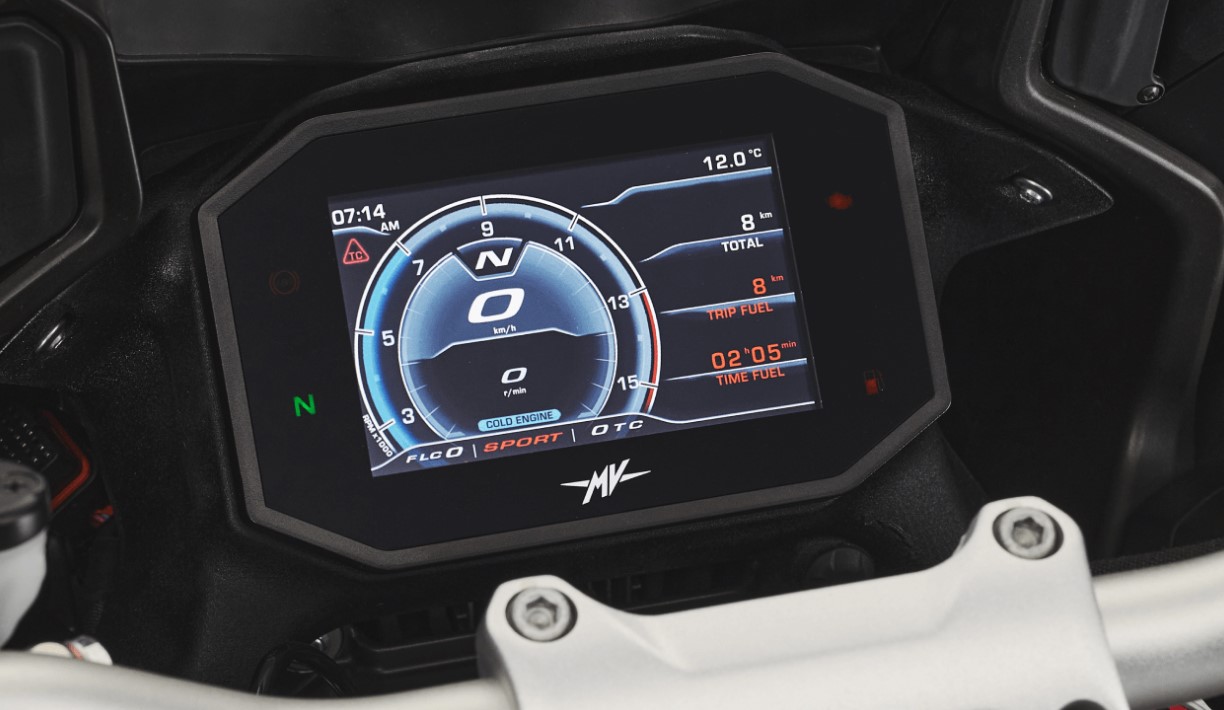 12.0 °C
07:14 AM
TC
8 km
TOTAL
9
7
11
N
0
km/h
8 km
TRIP FUEL
13
5
02 h 05 min
TIME FUEL
0
r/min
15
3
N
COLD ENGINE
RPM x1000
FLC 0 | SPORT | 0 TC
MV